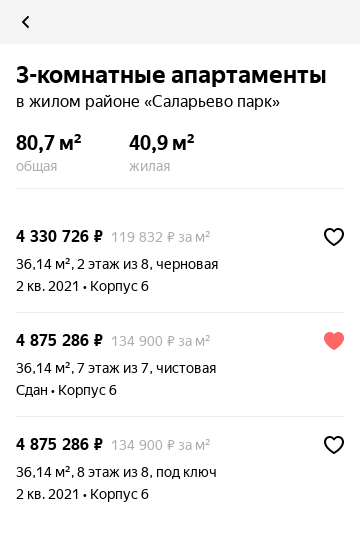 3-комнатные апартаменты
в жилом районе «Саларьево парк»
80,7 м² 40,9 м²
общая жилая
4 330 726 ₽ 119 832 ₽ за м²
36,14 м², 2 этаж из 8, черновая
2 кв. 2021 • Корпус 6
4 875 286 ₽ 134 900 ₽ за м²
36,14 м², 7 этаж из 7, чистовая
Сдан • Корпус 6
4 875 286 ₽ 134 900 ₽ за м²
36,14 м², 8 этаж из 8, под ключ
2 кв. 2021 • Корпус 6